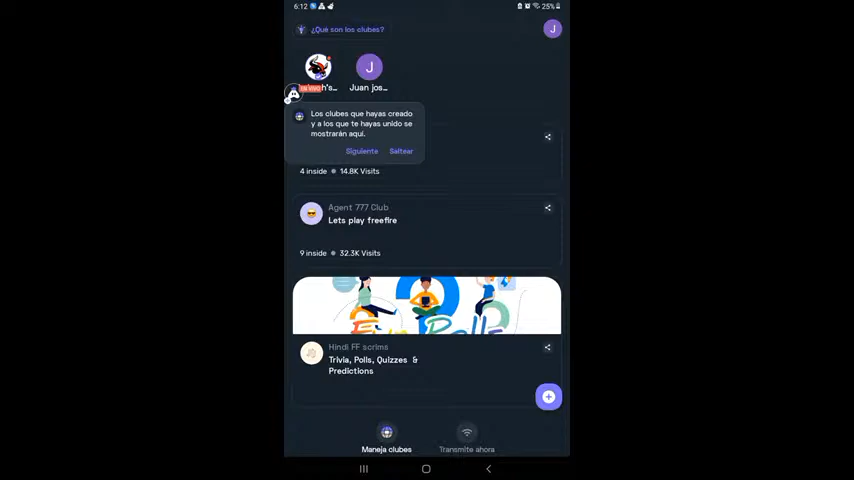 6:12
25%
¿Qué son los clubes?
J
J
h's...
Juan jos...
EN VIVO
Los clubes que hayas creado
y a los que te hayas unido se
mostrarán aquí.
Siguiente Saltear
4 inside 14.8K Visits
Agent 777 Club
Lets play freefire
9 inside 32.3K Visits
Hindi FF scrims
Trivia, Polls, Quizzes &
Predictions
Maneja clubes Transmite ahora